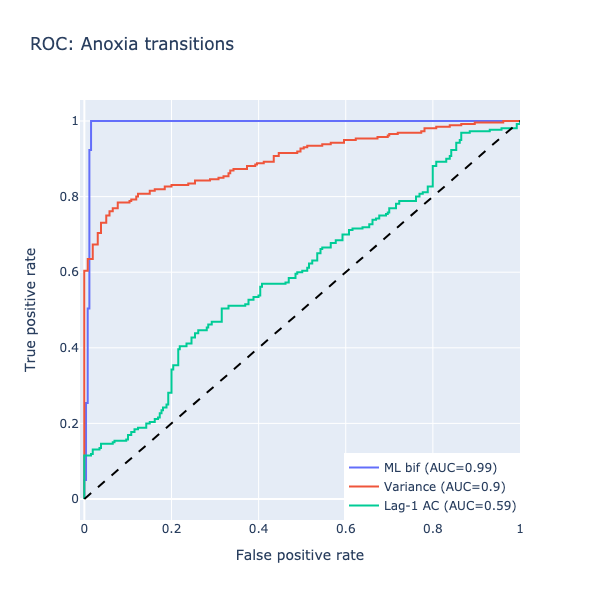 ROC: Anoxia transitions
True positive rate
1
0.8
0.6
0.4
0.2
0
0 0.2 0.4 0.6 0.8 1
False positive rate
ML bif (AUC=0.99)
Variance (AUC=0.9)
Lag-1 AC (AUC=0.59)